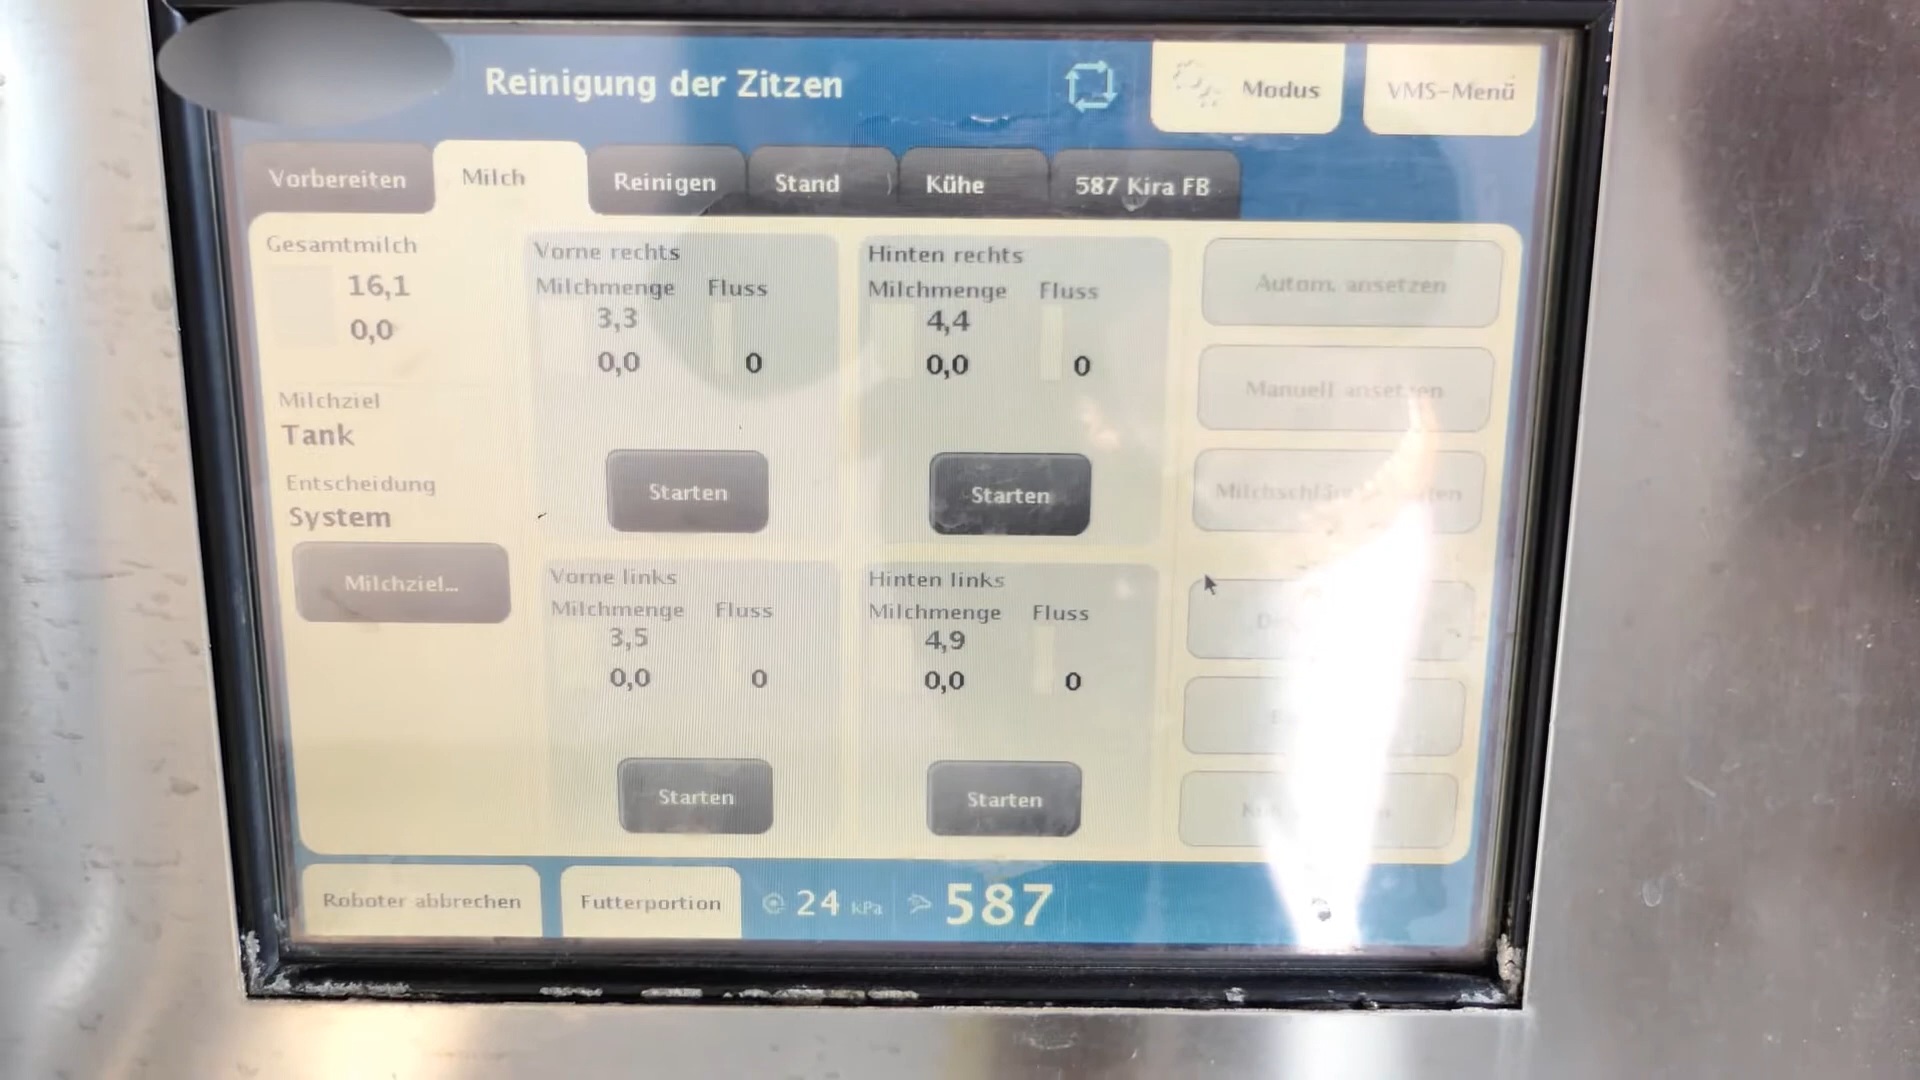 Reinigung der Zitzen
Modus
VMS-Menü
Vorbereiten
Milch
Reinigen
Stand
Kühe
587 Kira FB
Gesamtmilch
16,1
0,0
Milchziel
Tank
Entscheidung
System
Milchziel...
Vorne rechts
Milchmenge Fluss
3,3
0,0 0
Starten
Hinten rechts
Milchmenge Fluss
4,4
0,0 0
Starten
Vorne links
Milchmenge Fluss
3,5
0,0 0
Starten
Hinten links
Milchmenge Fluss
4,9
0,0 0
Starten
Autom. ansetzen
Manuell ansetzen
Roboter abbrechen
Futterportion
24 kPa
587